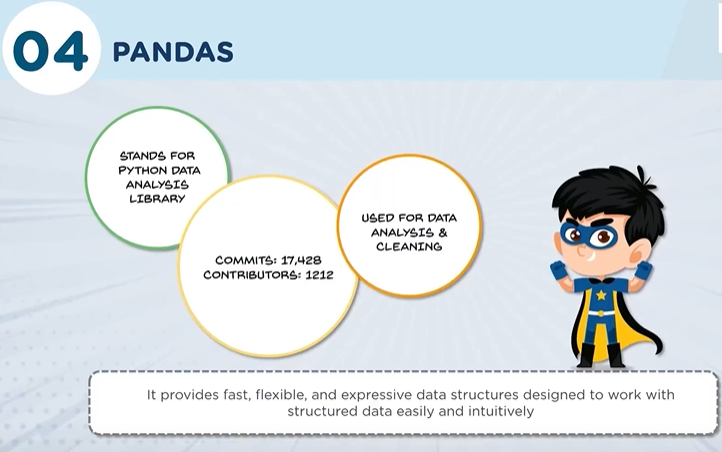 04 PANDAS
STANDS FOR
PYTHON DATA
ANALYSIS
LIBRARY
COMMITS: 17,428
CONTRIBUTORS: 1212
USED FOR DATA
ANALYSIS &
CLEANING
It provides fast, flexible, and expressive data structures designed to work with
structured data easily and intuitively